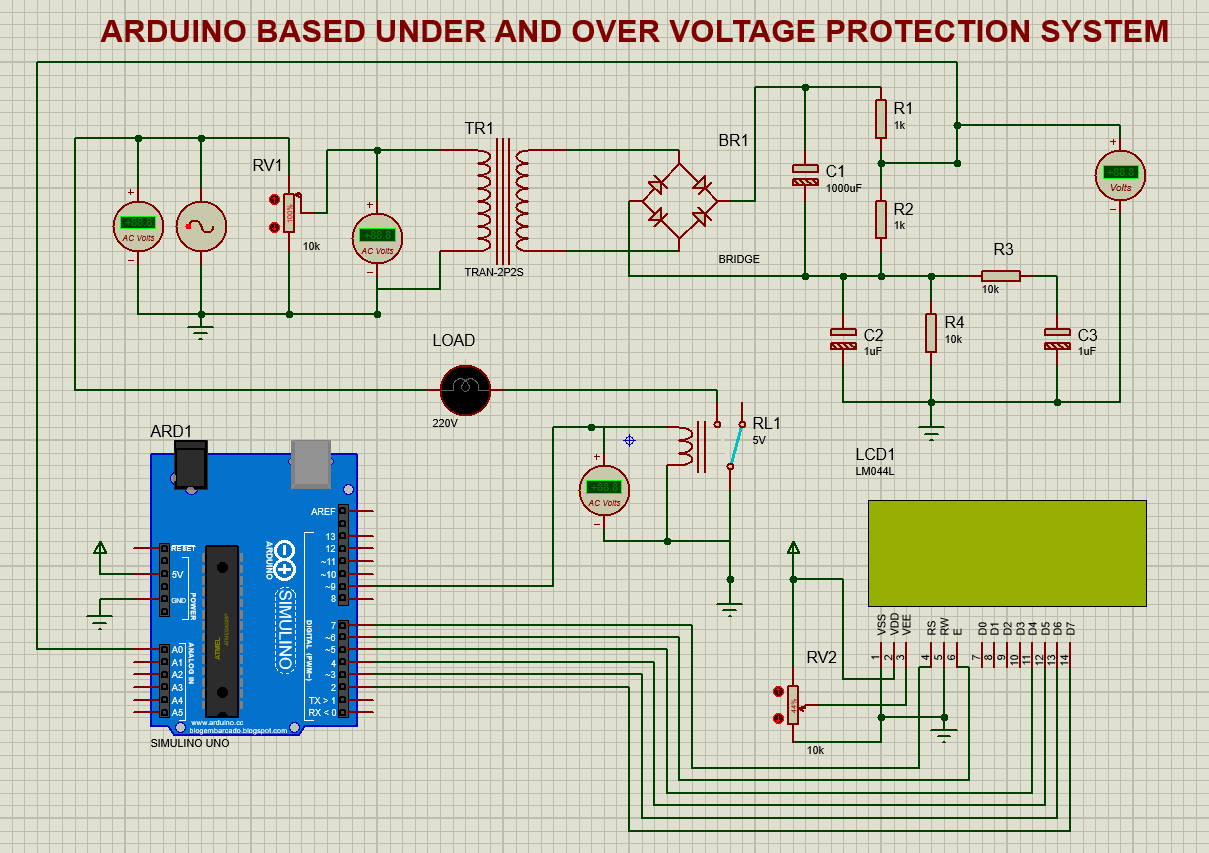 ARDUINO BASED UNDER AND OVER VOLTAGE PROTECTION SYSTEM
TR1
BR1
R1
1k
RV1
C1
1000uF
+88.8
Volts
+88.8
AC Volts
100%
10k
+88.8
AC Volts
R2
1k
TRAN-2P2S
BRIDGE
R3
10k
R4
10k
C2
1uF
C3
1uF
LOAD
220V
RL1
5V
+88.8
AC Volts
ARD1
LCD1
LM044L
AREF
RESET
5V
GND
POWER
13
12
~11
~10
~9
8
ARDUINO
SIMULINO
ATMEL
DIGITAL (PWM~)
7
~6
~5
4
~3
2
TX > 1
RX < 0
ANALOG IN
A0
A1
A2
A3
A4
A5
www.arduino.cc
blogembarcado.blogspot.com
SIMULINO UNO
VSS VDD VEE RS RW E D0 D1 D2 D3 D4 D5 D6 D7
1 2 3 4 5 6 7 8 9 10 11 12 13 14
RV2
44%
10k